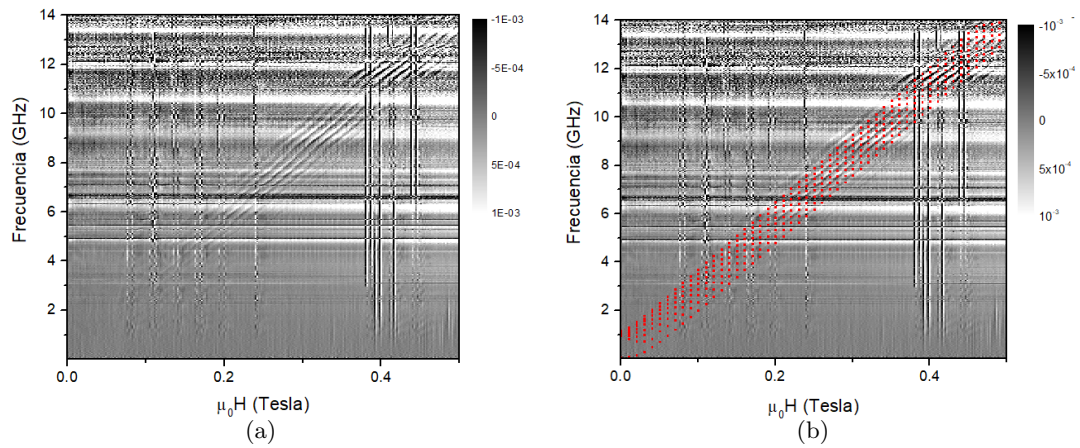 14
12
10
8
6
4
2
Frecuencia (GHz)
0.0
0.2
0.4
μ0H (Tesla)
-1E-03
-5E-04
0
5E-04
1E-03
(a)
14
12
10
8
6
4
2
Frecuencia (GHz)
0.0
0.2
0.4
μ0H (Tesla)
-10⁻³
-5x10⁻⁴
0
5x10⁻⁴
10⁻³
(b)